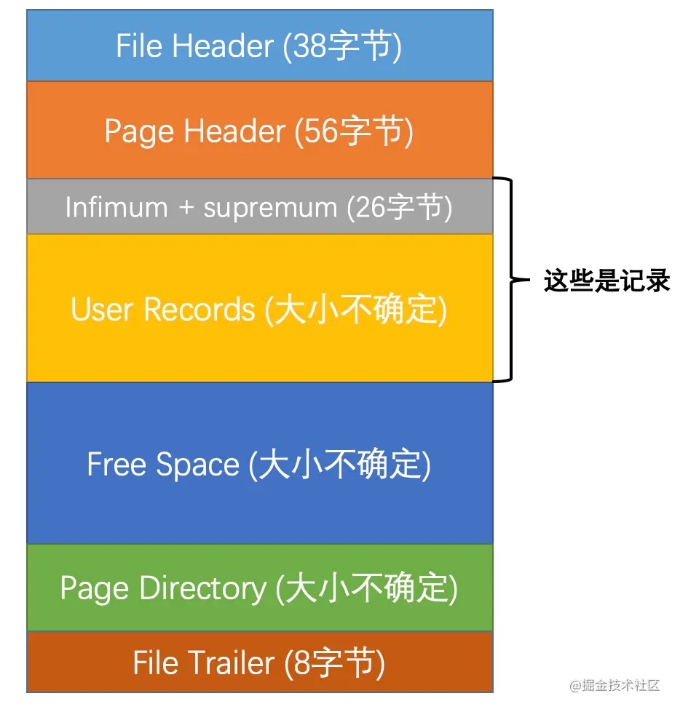 File Header (38字节)
Page Header (56字节)
Infimum + supremum (26字节)
User Records (大小不确定)
这些是记录
Free Space (大小不确定)
Page Directory (大小不确定)
File Trailer (8字节)
@掘金技术社区